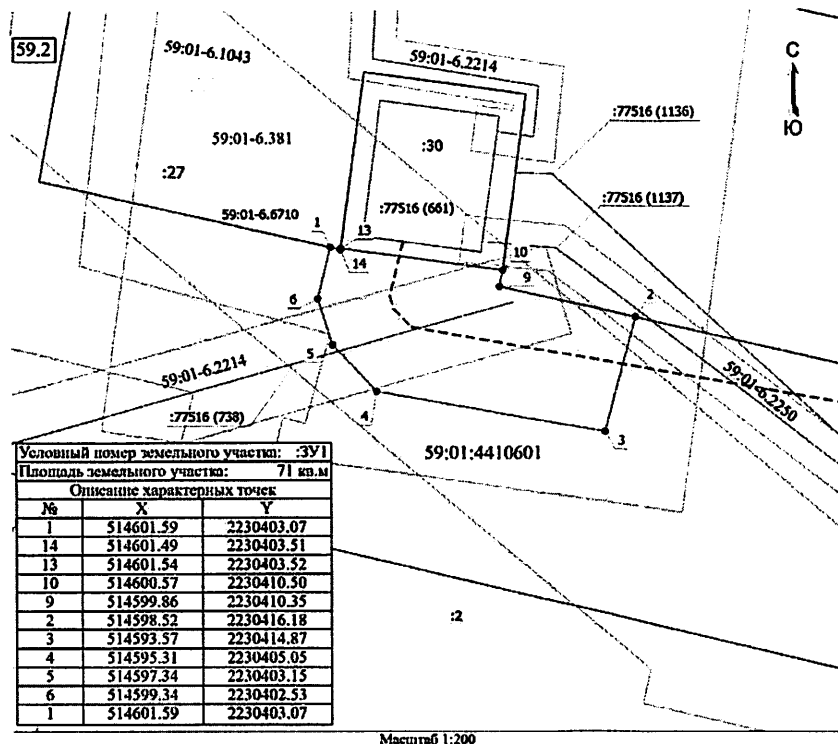 59.2
59:01-6.1043
59:01-6.2214
С
Ю
:77516 (1136)
59:01-6.381
:30
:27
:77516 (1137)
:77516 (661)
59:01-6.6710
1
13
14
10
9
6
2
5
59:01-6.2214
59:01-6.2250
4
:77516 (738)
3
59:01:4410601
Условный номер земельного участка: :ЗУ1
Площадь земельного участка: 71 кв.м
Описание характерных точек
№ X Y
1 514601.59 2230403.07
14 514601.49 2230403.51
13 514601.54 2230403.52
10 514600.57 2230410.50
9 514599.86 2230410.35
2 514598.52 2230416.18
3 514593.57 2230414.87
4 514595.31 2230405.05
5 514597.34 2230403.15
6 514599.34 2230402.53
1 514601.59 2230403.07
:2
Масштаб 1:200